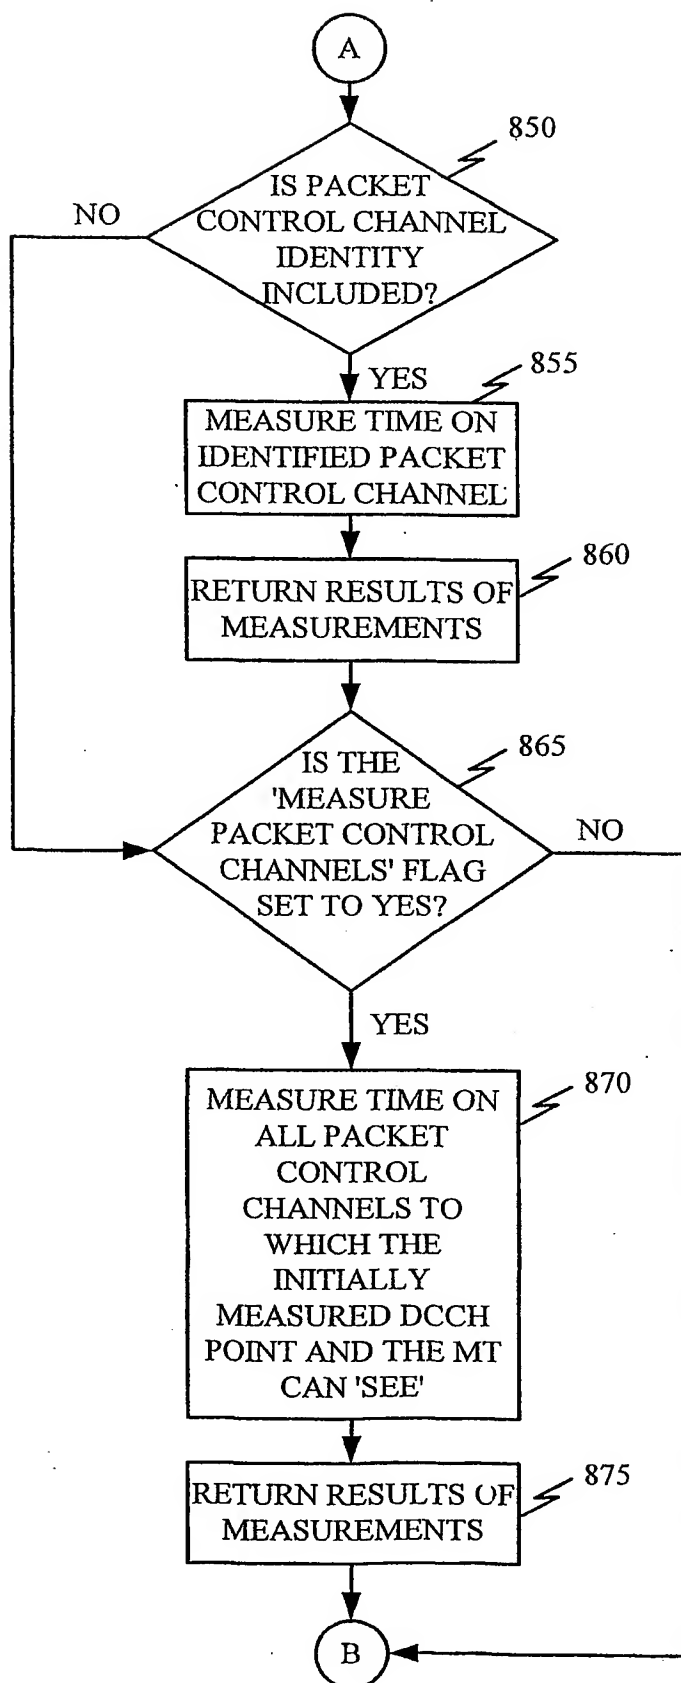 A
850
IS PACKET
CONTROL CHANNEL
IDENTITY
INCLUDED?
NO
YES
855
MEASURE TIME ON
IDENTIFIED PACKET
CONTROL CHANNEL
860
RETURN RESULTS OF
MEASUREMENTS
865
IS THE
'MEASURE
PACKET CONTROL
CHANNELS' FLAG
SET TO YES?
NO
YES
870
MEASURE TIME ON
ALL PACKET
CONTROL
CHANNELS TO
WHICH THE
INITIALLY
MEASURED DCCH
POINT AND THE MT
CAN 'SEE'
875
RETURN RESULTS OF
MEASUREMENTS
B